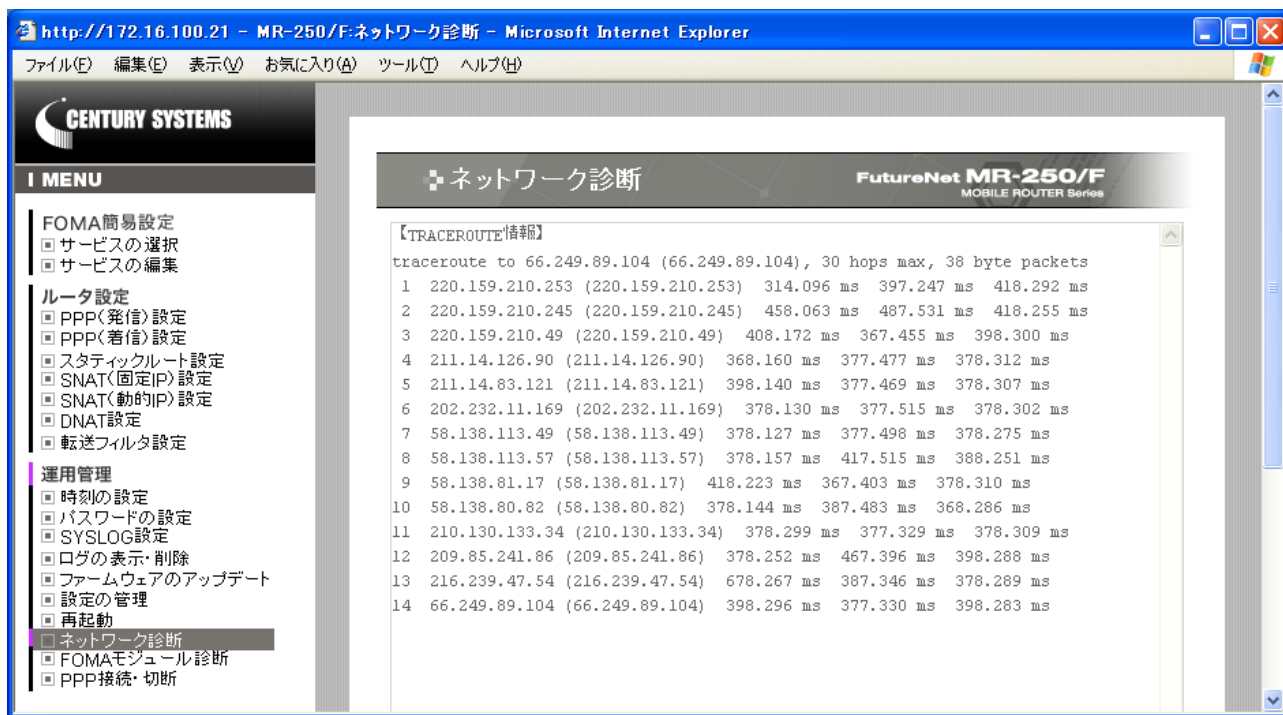 http://172.16.100.21 - MR-250/F:ネットワーク診断 - Microsoft Internet Explorer
ファイル(F) 編集(E) 表示(V) お気に入り(A) ツール(T) ヘルプ(H)
CENTURY SYSTEMS
MENU
FOMA簡易設定
サービスの選択
サービスの編集
ルータ設定
PPP(発信)設定
PPP(着信)設定
スタティックルート設定
SNAT(固定IP)設定
SNAT(動的IP)設定
DNAT設定
転送フィルタ設定
運用管理
時刻の設定
パスワードの設定
SYSLOG設定
ログの表示・削除
ファームウェアのアップデート
設定の管理
再起動
ネットワーク診断
FOMAモジュール診断
PPP接続・切断
ネットワーク診断
FutureNet MR-250/F
MOBILE ROUTER Series
【TRACEROUTE情報】
traceroute to 66.249.89.104 (66.249.89.104), 30 hops max, 38 byte packets
1 220.159.210.253 (220.159.210.253) 314.096 ms 397.247 ms 418.292 ms
2 220.159.210.245 (220.159.210.245) 458.063 ms 487.531 ms 418.255 ms
3 220.159.210.49 (220.159.210.49) 408.172 ms 367.455 ms 398.300 ms
4 211.14.126.90 (211.14.126.90) 368.160 ms 377.477 ms 378.312 ms
5 211.14.83.121 (211.14.83.121) 398.140 ms 377.469 ms 378.307 ms
6 202.232.11.169 (202.232.11.169) 378.130 ms 377.515 ms 378.302 ms
7 58.138.113.49 (58.138.113.49) 378.127 ms 377.498 ms 378.275 ms
8 58.138.113.57 (58.138.113.57) 378.157 ms 417.515 ms 388.251 ms
9 58.138.81.17 (58.138.81.17) 418.223 ms 367.403 ms 378.310 ms
10 58.138.80.82 (58.138.80.82) 378.144 ms 387.483 ms 368.286 ms
11 210.130.133.34 (210.130.133.34) 378.299 ms 377.329 ms 378.309 ms
12 209.85.241.86 (209.85.241.86) 378.252 ms 467.396 ms 398.288 ms
13 216.239.47.54 (216.239.47.54) 678.267 ms 387.346 ms 378.289 ms
14 66.249.89.104 (66.249.89.104) 398.296 ms 377.330 ms 398.283 ms